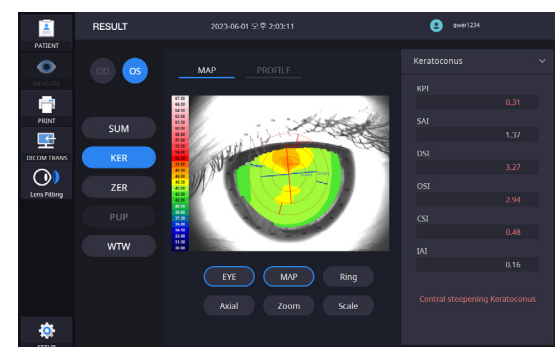 RESULT
2023-06-01 오후 2:03:11
qwer1234
PATIENT
MEASURE
PRINT
DICOM TRANS
Lens Fitting
OD
OS
SUM
KER
ZER
PUP
WTW
MAP
PROFILE
EYE
MAP
Ring
Axial
Zoom
Scale
Keratoconus
KPI
0.31
SAI
1.37
DSI
3.27
OSI
2.94
CSI
0.48
IAI
0.16
Central steepening Keratoconus